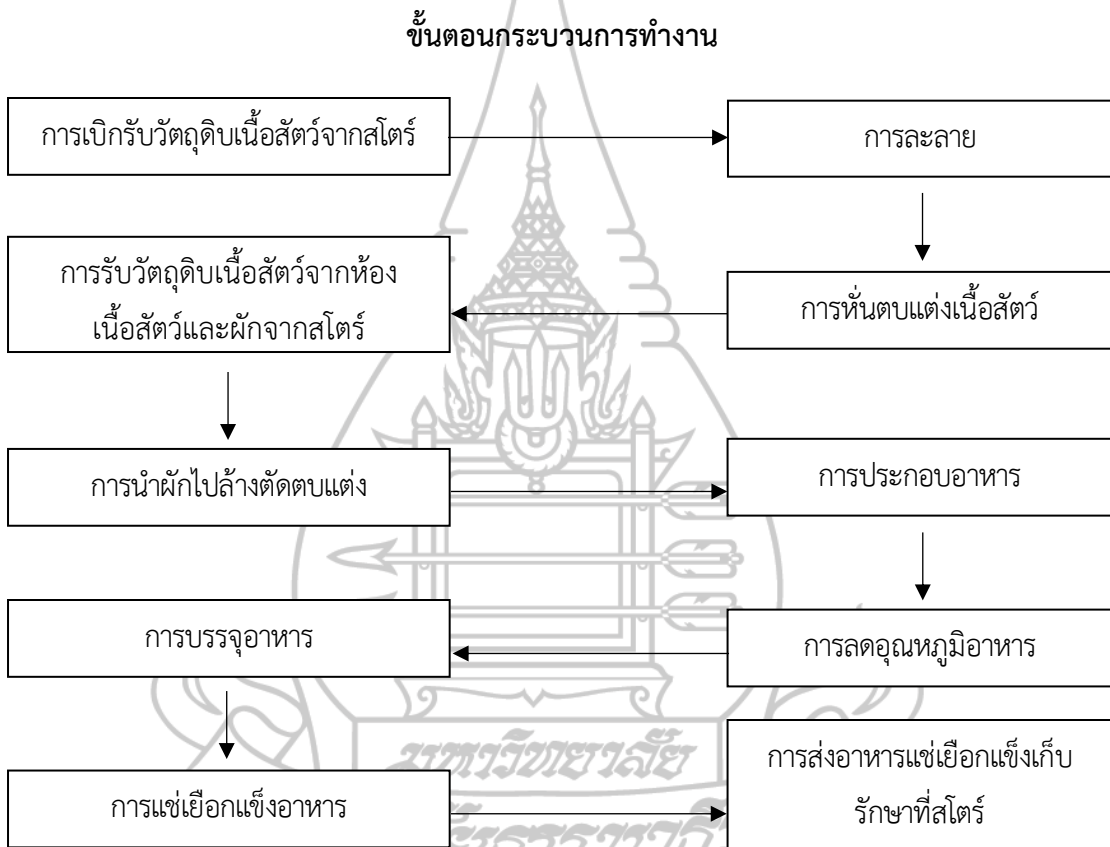 ขั้นตอนกระบวนการทำงาน
การเบิกรับวัตถุดิบเนื้อสัตว์จากสโตร์
การละลาย
การหั่นตบแต่งเนื้อสัตว์
การรับวัตถุดิบเนื้อสัตว์จากห้อง
เนื้อสัตว์และผักจากสโตร์
การนำผักไปล้างตัดตบแต่ง
การประกอบอาหาร
การลดอุณหภูมิอาหาร
การบรรจุอาหาร
การแช่เยือกแข็งอาหาร
การส่งอาหารแช่เยือกแข็งเก็บ
รักษาที่สโตร์
มหาวิทยาลัย